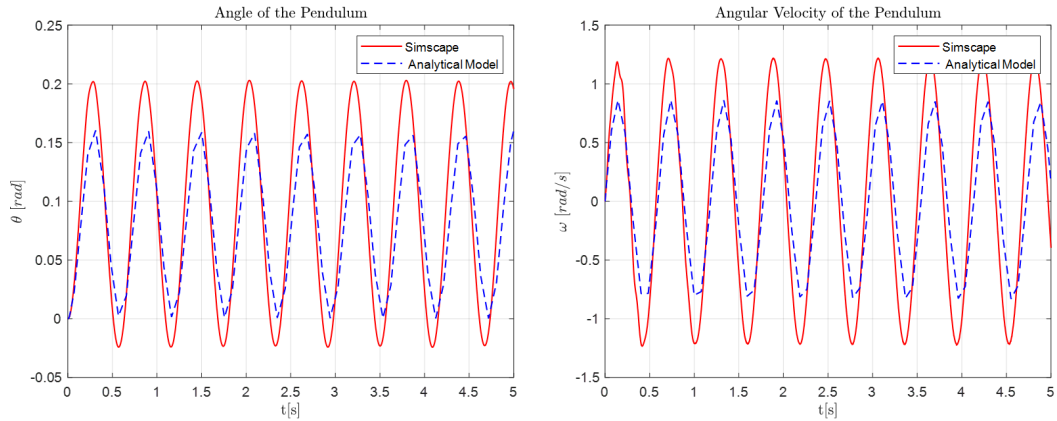 Angle of the Pendulum
0.25
0.2
0.15
0.1
0.05
0
-0.05
θ [rad]
Simscape
Analytical Model
0 0.5 1 1.5 2 2.5 3 3.5 4 4.5 5
t[s]
Angular Velocity of the Pendulum
1.5
1
0.5
0
-0.5
-1
-1.5
ω [rad/s]
Simscape
Analytical Model
0 0.5 1 1.5 2 2.5 3 3.5 4 4.5 5
t[s]